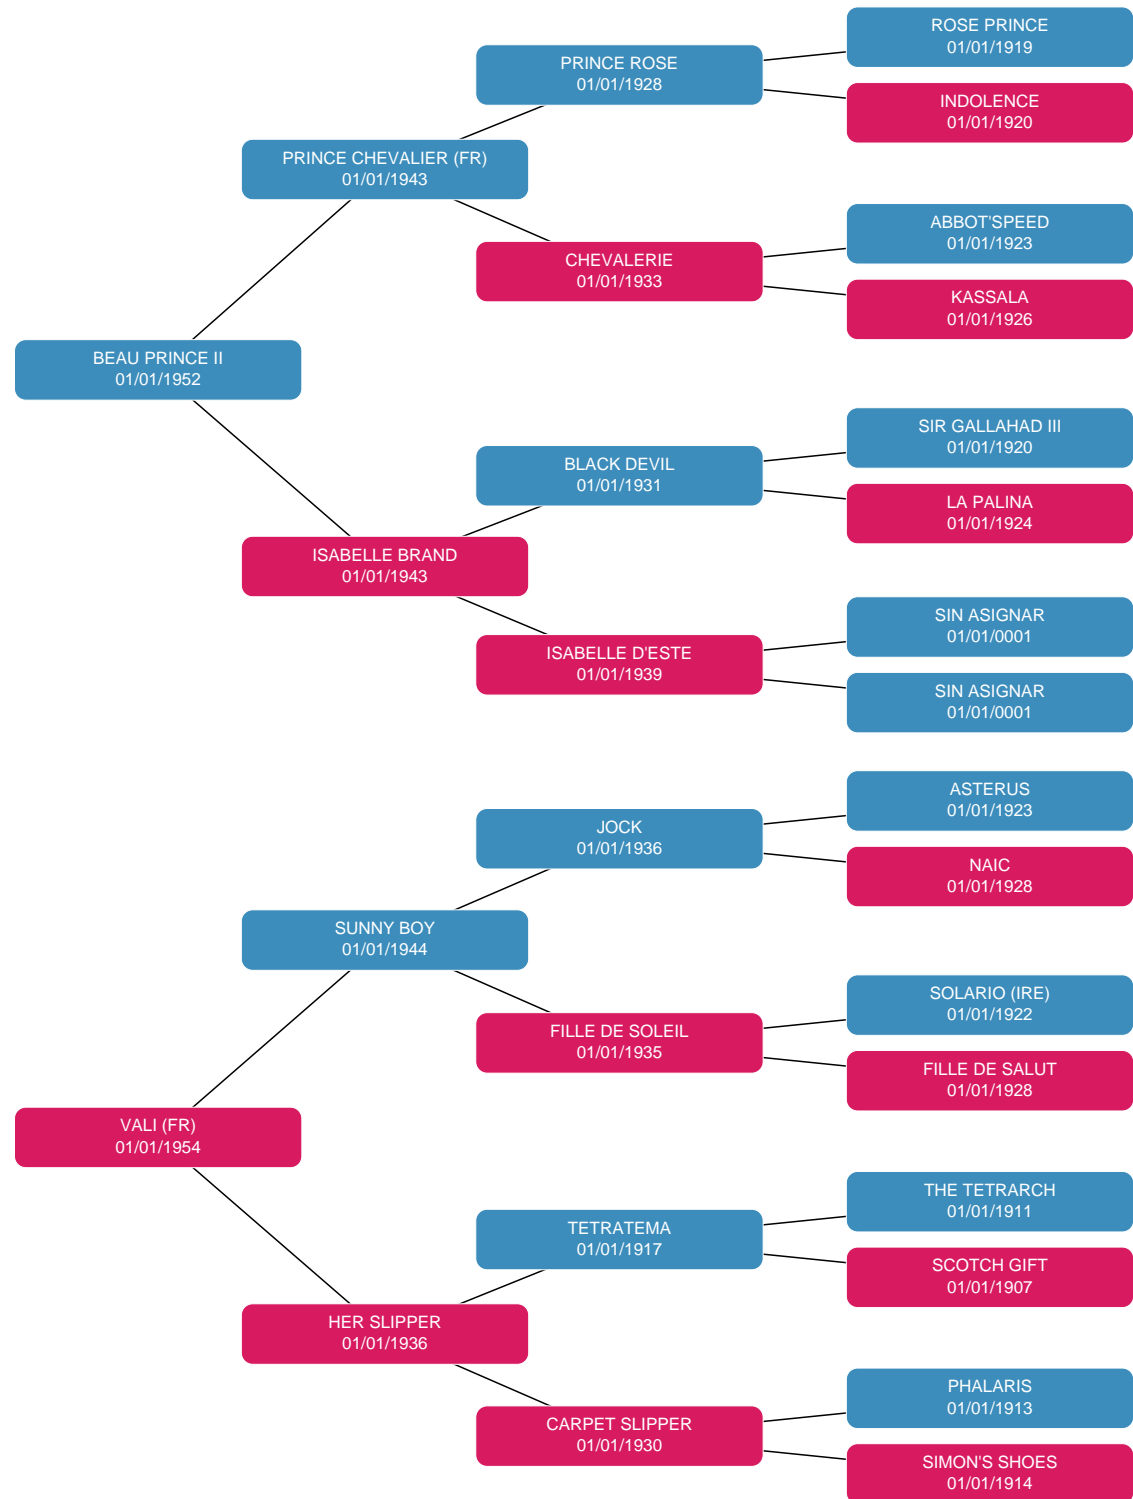 ROSE PRINCE
01/01/1919
PRINCE ROSE
01/01/1928
INDOLENCE
01/01/1920
PRINCE CHEVALIER (FR)
01/01/1943
ABBOT'SPEED
01/01/1923
CHEVALERIE
01/01/1933
KASSALA
01/01/1926
BEAU PRINCE II
01/01/1952
SIR GALLAHAD III
01/01/1920
BLACK DEVIL
01/01/1931
LA PALINA
01/01/1924
ISABELLE BRAND
01/01/1943
SIN ASIGNAR
01/01/0001
ISABELLE D'ESTE
01/01/1939
SIN ASIGNAR
01/01/0001
ASTERUS
01/01/1923
JOCK
01/01/1936
NAIC
01/01/1928
SUNNY BOY
01/01/1944
SOLARIO (IRE)
01/01/1922
FILLE DE SOLEIL
01/01/1935
FILLE DE SALUT
01/01/1928
VALI (FR)
01/01/1954
THE TETRARCH
01/01/1911
TETRATEMA
01/01/1917
SCOTCH GIFT
01/01/1907
HER SLIPPER
01/01/1936
PHALARIS
01/01/1913
CARPET SLIPPER
01/01/1930
SIMON'S SHOES
01/01/1914